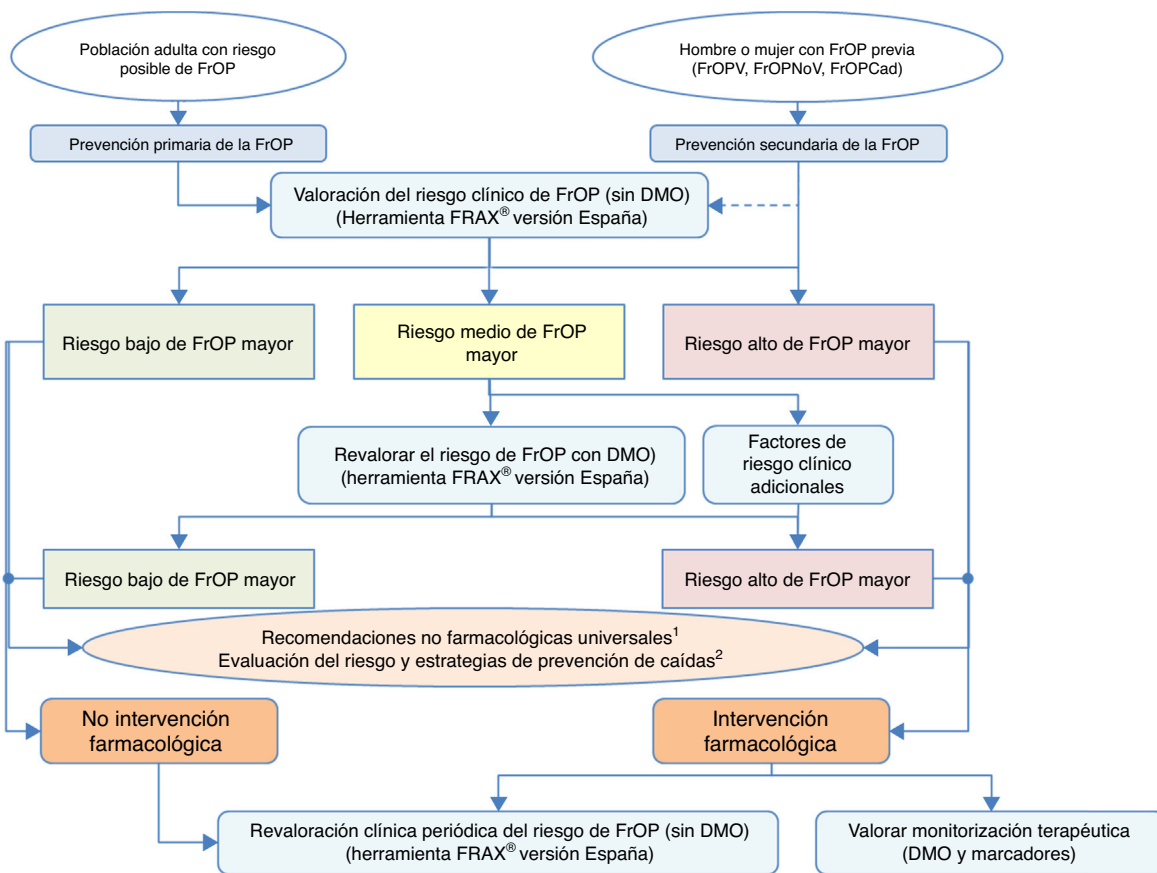 Población adulta con riesgo
posible de FrOP
Hombre o mujer con FrOP previa
(FrOPV, FrOPNoV, FrOPCad)
Prevención primaria de la FrOP
Prevención secundaria de la FrOP
Valoración del riesgo clínico de FrOP (sin DMO)
(Herramienta FRAX® versión España)
Riesgo bajo de FrOP mayor
Riesgo medio de FrOP
mayor
Riesgo alto de FrOP mayor
Revalorar el riesgo de FrOP con DMO)
(herramienta FRAX® versión España)
Factores de
riesgo clínico
adicionales
Riesgo bajo de FrOP mayor
Riesgo alto de FrOP mayor
Recomendaciones no farmacológicas universales¹
Evaluación del riesgo y estrategias de prevención de caídas²
No intervención
farmacológica
Intervención
farmacológica
Revaloración clínica periódica del riesgo de FrOP (sin DMO)
(herramienta FRAX® versión España)
Valorar monitorización terapéutica
(DMO y marcadores)